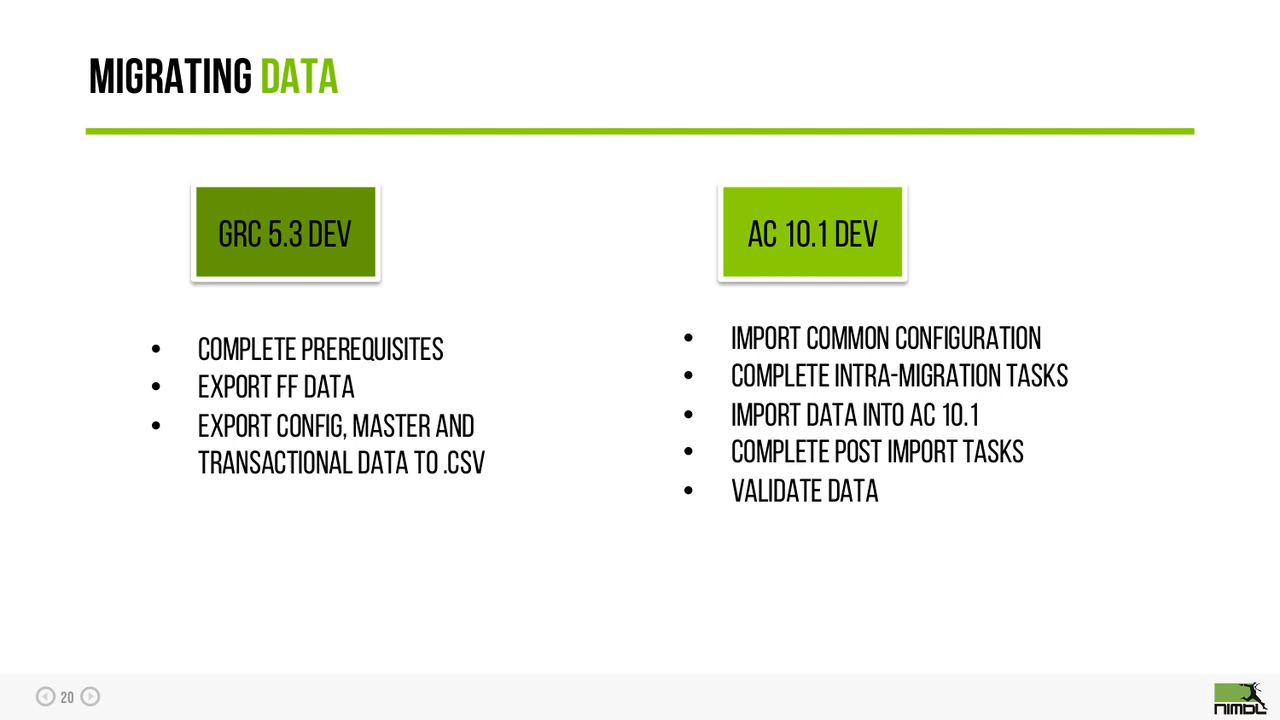 MIGRATING DATA
GRC 5.3 DEV
• COMPLETE PREREQUISITES
• EXPORT FF DATA
• EXPORT CONFIG, MASTER AND
TRANSACTIONAL DATA TO .CSV
AC 10.1 DEV
• IMPORT COMMON CONFIGURATION
• COMPLETE INTRA-MIGRATION TASKS
• IMPORT DATA INTO AC 10.1
• COMPLETE POST IMPORT TASKS
• VALIDATE DATA
20
NIMBL